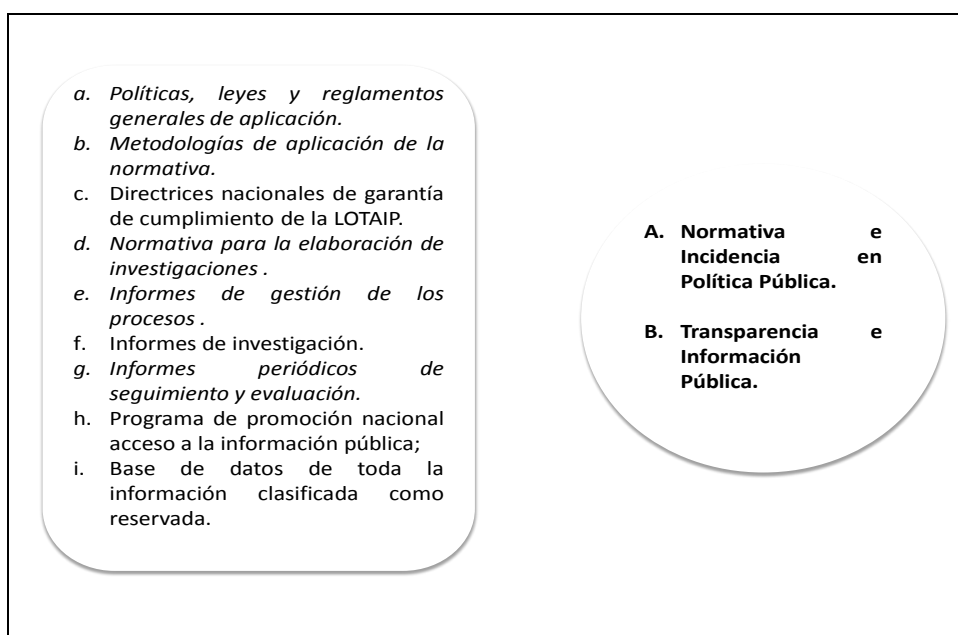 a. Políticas, leyes y reglamentos
generales de aplicación.
b. Metodologías de aplicación de la
normativa.
c. Directrices nacionales de garantía
de cumplimiento de la LOTAIP.
d. Normativa para la elaboración de
investigaciones .
e. Informes de gestión de los
procesos .
f. Informes de investigación.
g. Informes periódicos de
seguimiento y evaluación.
h. Programa de promoción nacional
acceso a la información pública;
i. Base de datos de toda la
información clasificada como
reservada.
A. Normativa e
Incidencia en
Política Pública.
B. Transparencia e
Información
Pública.